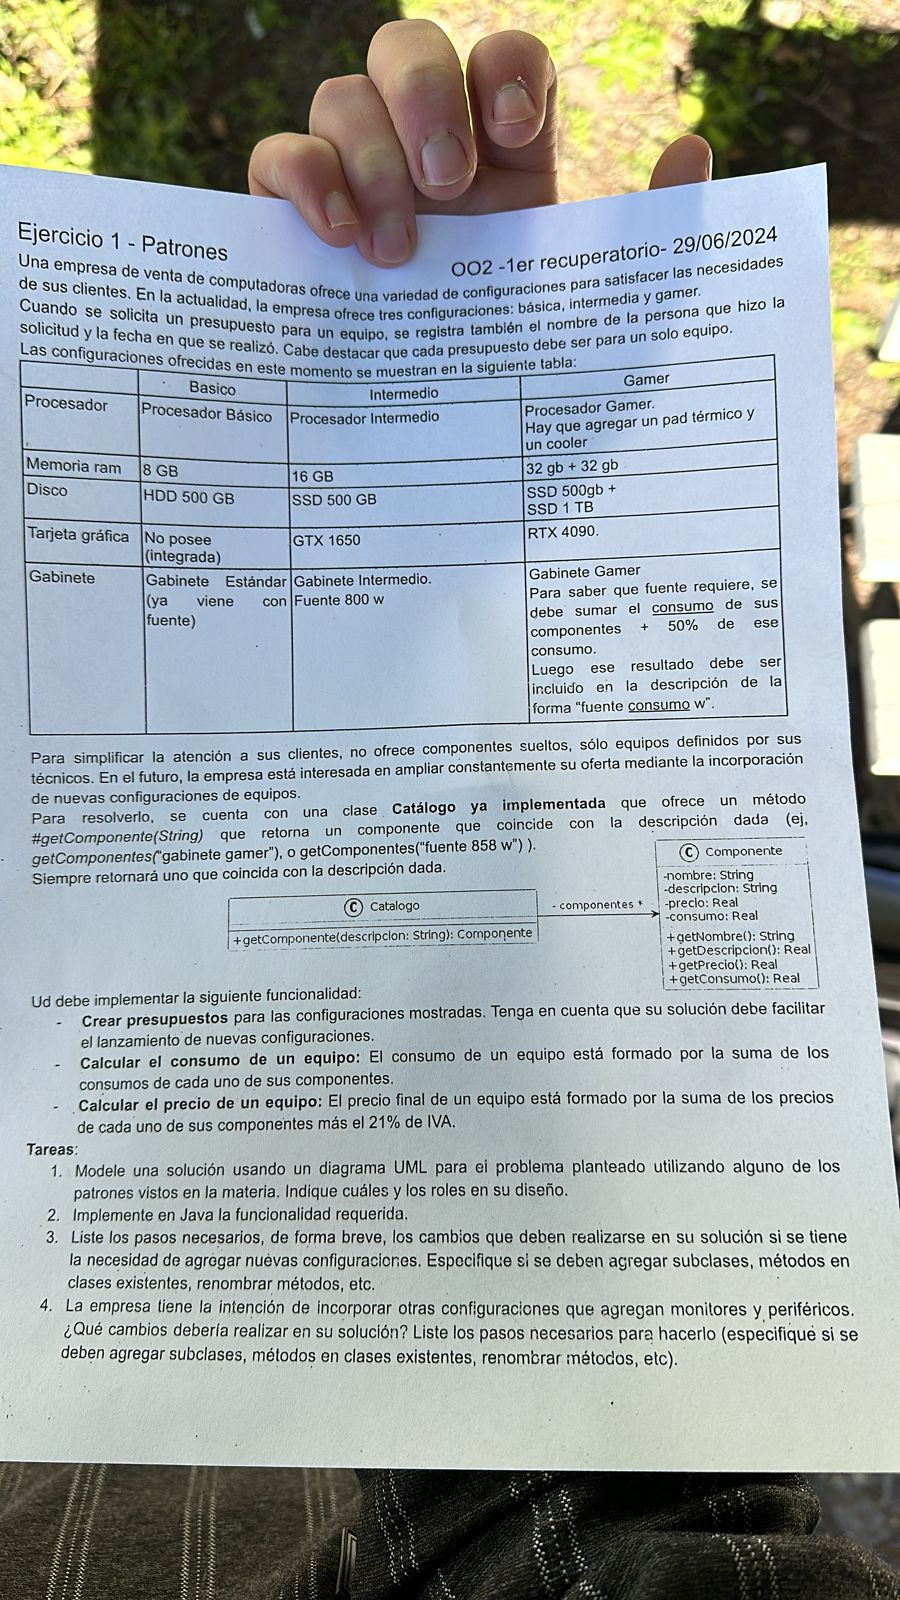 Ejercicio 1 - Patrones
OO2 -1er recuperatorio- 29/06/2024
Una empresa de venta de computadoras ofrece una variedad de configuraciones para satisfacer las necesidades
de sus clientes. En la actualidad, la empresa ofrece tres configuraciones: básica, intermedia y gamer.
Cuando se solicita un presupuesto para un equipo, se registra también el nombre de la persona que hizo la
solicitud y la fecha en que se realizó. Cabe destacar que cada presupuesto debe ser para un solo equipo.
Las configuraciones ofrecidas en este momento se muestran en la siguiente tabla:
Basico
Intermedio
Gamer
Procesador
Procesador Básico
Procesador Intermedio
Procesador Gamer.
Hay que agregar un pad térmico y
un cooler
Memoria ram
8 GB
16 GB
32 gb + 32 gb
Disco
HDD 500 GB
SSD 500 GB
SSD 500gb +
SSD 1 TB
Tarjeta gráfica
No posee
(integrada)
GTX 1650
RTX 4090.
Gabinete
Gabinete Estándar
(ya viene con
fuente)
Gabinete Intermedio.
Fuente 800 w
Gabinete Gamer
Para saber que fuente requiere, se
debe sumar el consumo de sus
componentes + 50% de ese
consumo.
Luego ese resultado debe ser
incluido en la descripción de la
forma "fuente consumo w".
Para simplificar la atención a sus clientes, no ofrece componentes sueltos, sólo equipos definidos por sus
técnicos. En el futuro, la empresa está interesada en ampliar constantemente su oferta mediante la incorporación
de nuevas configuraciones de equipos.
Para resolverlo, se cuenta con una clase Catálogo ya implementada que ofrece un método
#getComponente(String) que retorna un componente que coincide con la descripción dada (ej,
getComponentes("gabinete gamer"), o getComponentes("fuente 858 w") ).
Siempre retornará uno que coincida con la descripción dada.
C Catalogo
+getComponente(descripcion: String): Componente
- componentes *
C Componente
-nombre: String
-descripcion: String
-precio: Real
-consumo: Real
+getNombre(): String
+getDescripcion(): Real
+getPrecio(): Real
+getConsumo(): Real
Ud debe implementar la siguiente funcionalidad:
- Crear presupuestos para las configuraciones mostradas. Tenga en cuenta que su solución debe facilitar
el lanzamiento de nuevas configuraciones.
- Calcular el consumo de un equipo: El consumo de un equipo está formado por la suma de los
consumos de cada uno de sus componentes.
- Calcular el precio de un equipo: El precio final de un equipo está formado por la suma de los precios
de cada uno de sus componentes más el 21% de IVA.
Tareas:
1. Modele una solución usando un diagrama UML para el problema planteado utilizando alguno de los
patrones vistos en la materia. Indique cuáles y los roles en su diseño.
2. Implemente en Java la funcionalidad requerida.
3. Liste los pasos necesarios, de forma breve, los cambios que deben realizarse en su solución si se tiene
la necesidad de agregar nuevas configuraciones. Especifique si se deben agregar subclases, métodos en
clases existentes, renombrar métodos, etc.
4. La empresa tiene la intención de incorporar otras configuraciones que agregan monitores y periféricos.
¿Qué cambios debería realizar en su solución? Liste los pasos necesarios para hacerlo (especifique si se
deben agregar subclases, métodos en clases existentes, renombrar métodos, etc).